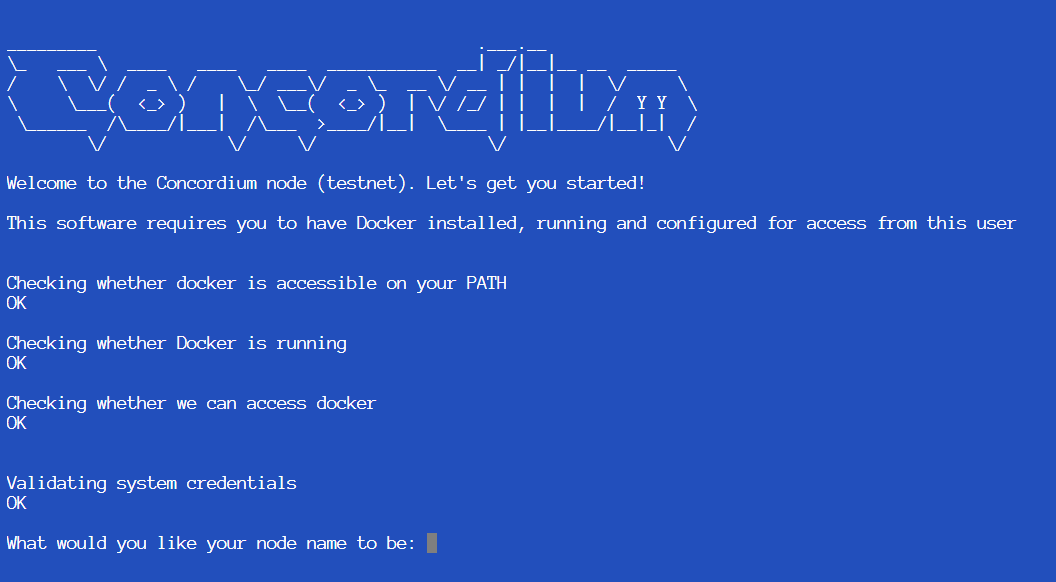 Concordium
Welcome to the Concordium node (testnet). Let's get you started!
This software requires you to have Docker installed, running and configured for access from this user
Checking whether docker is accessible on your PATH
OK
Checking whether Docker is running
OK
Checking whether we can access docker
OK
Validating system credentials
OK
What would you like your node name to be: